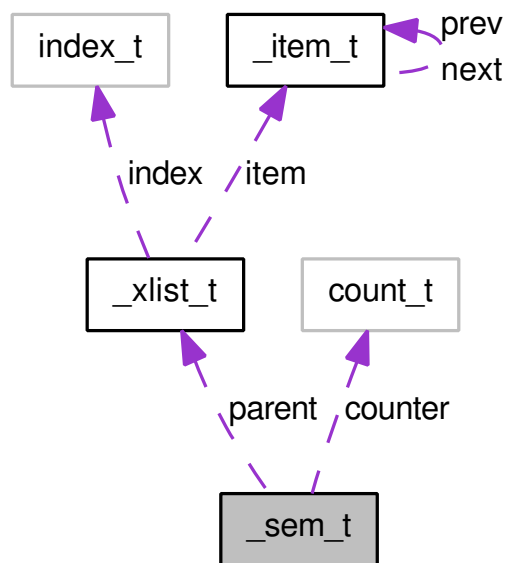 index_t
_item_t
prev
next
index
item
_xlist_t
count_t
parent
counter
_sem_t